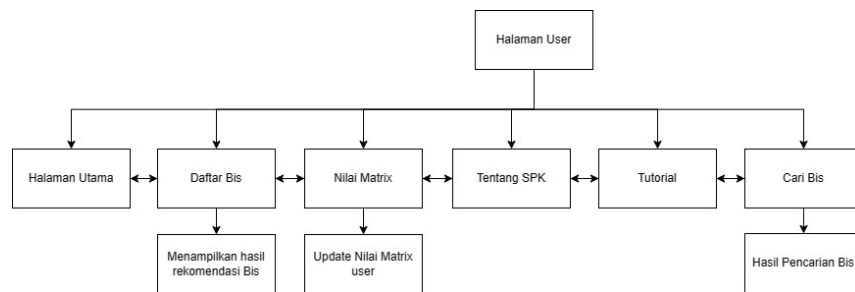 Halaman User
Halaman Utama
Daftar Bis
Nilai Matrix
Tentang SPK
Tutorial
Cari Bis
Menampilkan hasil
rekomendasi Bis
Update Nilai Matrix
user
Hasil Pencarian Bis